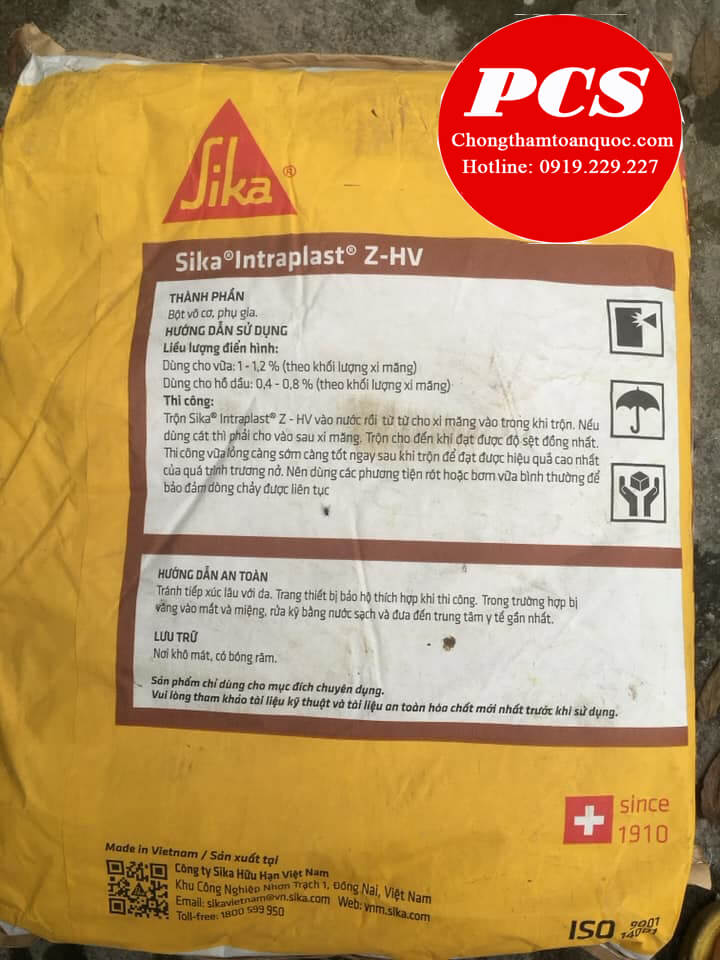 PCS
Chongthamtoanquoc.com
Hotline: 0919.229.227
Sika®
Sika®Intraplast® Z-HV
THÀNH PHẦN
Bột vô cơ, phụ gia.
HƯỚNG DẪN SỬ DỤNG
Liều lượng điển hình:
Dùng cho vữa: 1 - 1,2 % (theo khối lượng xi măng)
Dùng cho hồ dầu: 0,4 - 0,8 % (theo khối lượng xi măng)
Thi công:
Trộn Sika® Intraplast® Z - HV vào nước rồi từ từ cho xi măng vào trong khi trộn. Nếu
dùng cát thì phải cho vào sau xi măng. Trộn cho đến khi đạt được độ sệt đồng nhất.
Thi công vữa lỏng càng sớm càng tốt ngay sau khi trộn để đạt được hiệu quả cao nhất
của quá trình trương nở. Nên dùng các phương tiện rót hoặc bơm vữa bình thường để
bảo đảm dòng chảy được liên tục
HƯỚNG DẪN AN TOÀN
Tránh tiếp xúc lâu với da. Trang thiết bị bảo hộ thích hợp khi thi công. Trong trường hợp bị
văng vào mắt và miệng, rửa kỹ bằng nước sạch và đưa đến trung tâm y tế gần nhất.
LƯU TRỮ
Nơi khô mát, có bóng râm.
Sản phẩm chỉ dùng cho mục đích chuyên dụng.
Vui lòng tham khảo tài liệu kỹ thuật và tài liệu an toàn hóa chất mới nhất trước khi sử dụng.
since
1910
Made in Vietnam / Sản xuất tại
Công ty Sika Hữu Hạn Việt Nam
Khu Công Nghiệp Nhơn Trạch 1, Đồng Nai, Việt Nam
Email: sikavietnam@vn.sika.com Web: vnm.sika.com
Toll-free: 1800 599 950
ISO 9001
14001